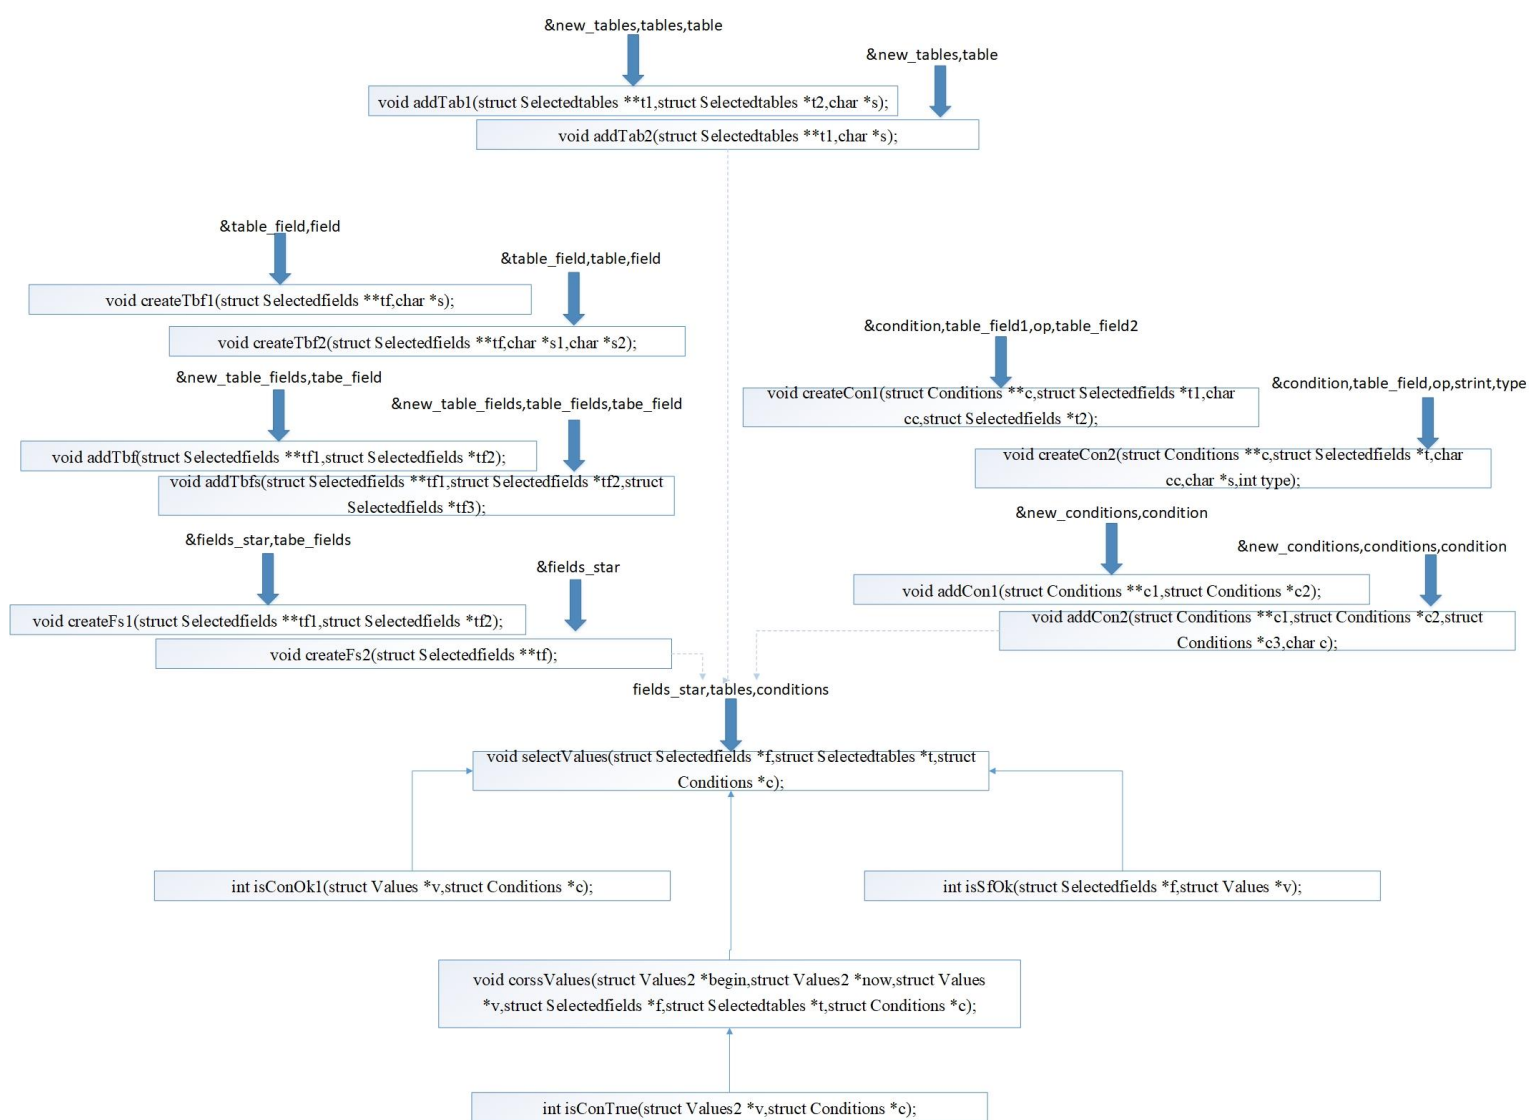 &new_tables,tables,table
&new_tables,table
void addTab1(struct Selectedtables **t1,struct Selectedtables *t2,char *s);
void addTab2(struct Selectedtables **t1,char *s);
&table_field,field
&table_field,table,field
void createTbf1(struct Selectedfields **tf,char *s);
void createTbf2(struct Selectedfields **tf,char *s1,char *s2);
&new_table_fields,tabe_field
&new_table_fields,table_fields,tabe_field
void addTbf(struct Selectedfields **tf1,struct Selectedfields *tf2);
void addTbfs(struct Selectedfields **tf1,struct Selectedfields *tf2,struct
Selectedfields *tf3);
&fields_star,tabe_fields
&fields_star
void createFs1(struct Selectedfields **tf1,struct Selectedfields *tf2);
void createFs2(struct Selectedfields **tf);
&condition,table_field1,op,table_field2
&condition,table_field,op,strint,type
void createCon1(struct Conditions **c,struct Selectedfields *t1,char
cc,struct Selectedfields *t2);
void createCon2(struct Conditions **c,struct Selectedfields *t,char
cc,char *s,int type);
&new_conditions,condition
&new_conditions,conditions,condition
void addCon1(struct Conditions **c1,struct Conditions *c2);
void addCon2(struct Conditions **c1,struct Conditions *c2,struct
Conditions *c3,char c);
fields_star,tables,conditions
void selectValues(struct Selectedfields *f,struct Selectedtables *t,struct
Conditions *c);
int isConOk1(struct Values *v,struct Conditions *c);
int isSfOk(struct Selectedfields *f,struct Values *v);
void corssValues(struct Values2 *begin,struct Values2 *now,struct Values
*v,struct Selectedfields *f,struct Selectedtables *t,struct Conditions *c);
int isConTrue(struct Values2 *v,struct Conditions *c);